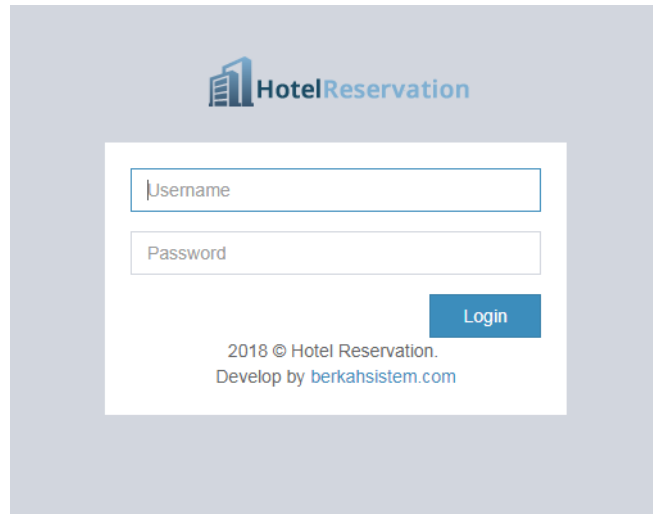 HotelReservation
Username
Password
Login
2018 © Hotel Reservation.
Develop by berkahsistem.com